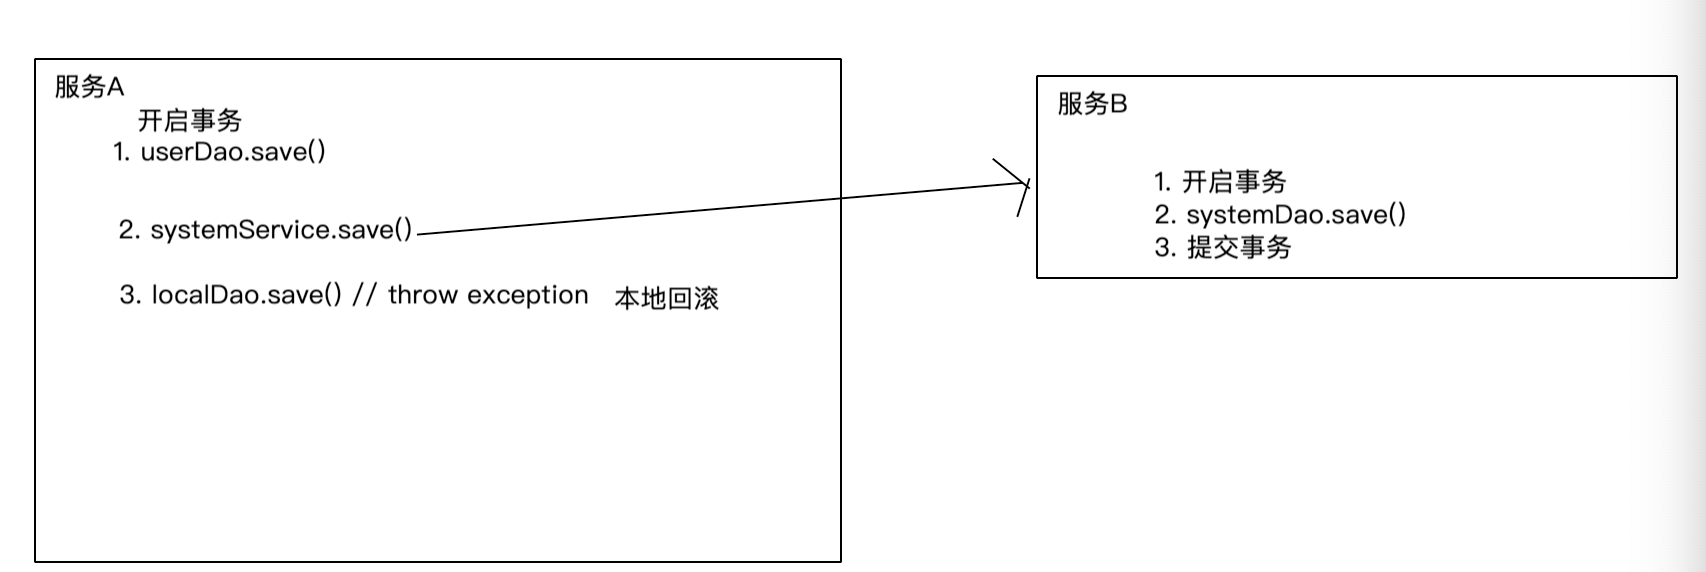 服务A
开启事务
1. userDao.save()
2. systemService.save()
3. localDao.save() // throw exception 本地回滚
服务B
1. 开启事务
2. systemDao.save()
3. 提交事务